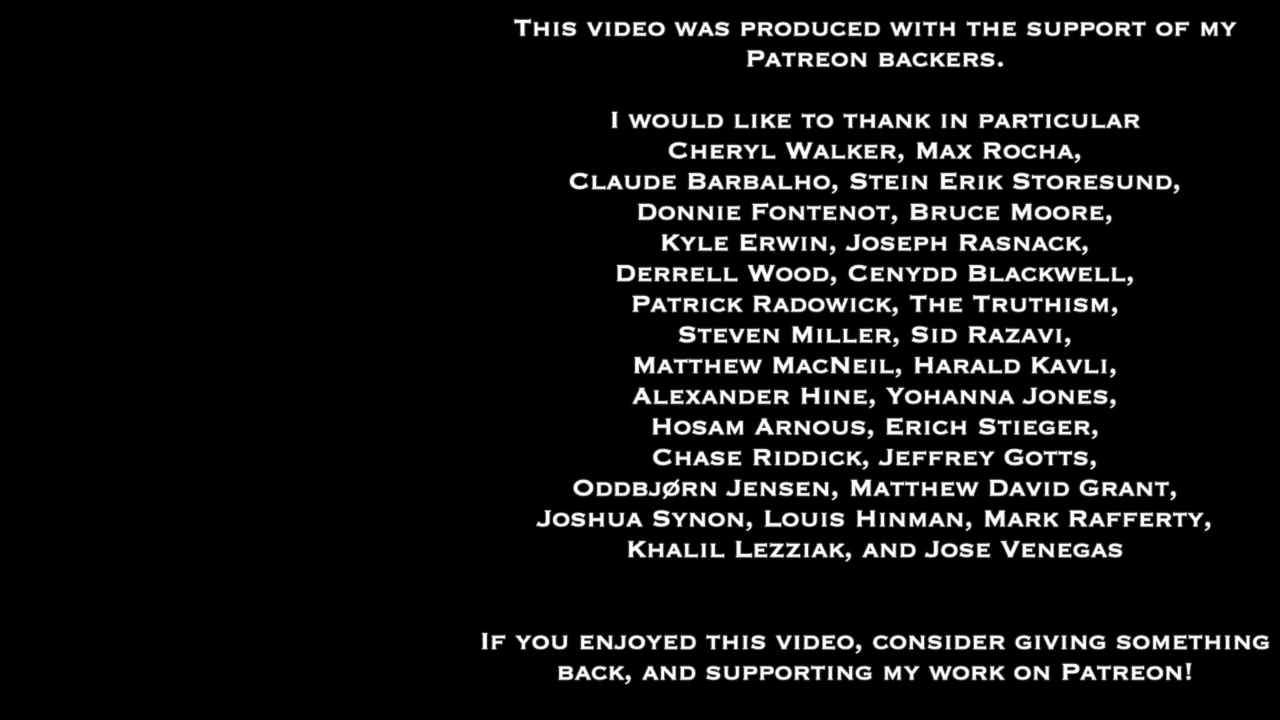 This video was produced with the support of my
Patreon backers.
I would like to thank in particular
Cheryl Walker, Max Rocha,
Claude Barbalho, Stein Erik Storesund,
Donnie Fontenot, Bruce Moore,
Kyle Erwin, Joseph Rasnack,
Derrell Wood, Cenydd Blackwell,
Patrick Radowick, The Truthism,
Steven Miller, Sid Razavi,
Matthew MacNeil, Harald Kavli,
Alexander Hine, Yohanna Jones,
Hosam Arnous, Erich Stieger,
Chase Riddick, Jeffrey Gotts,
Oddbjørn Jensen, Matthew David Grant,
Joshua Synon, Louis Hinman, Mark Rafferty,
Khalil Lezziak, and Jose Venegas
If you enjoyed this video, consider giving something
back, and supporting my work on Patreon!